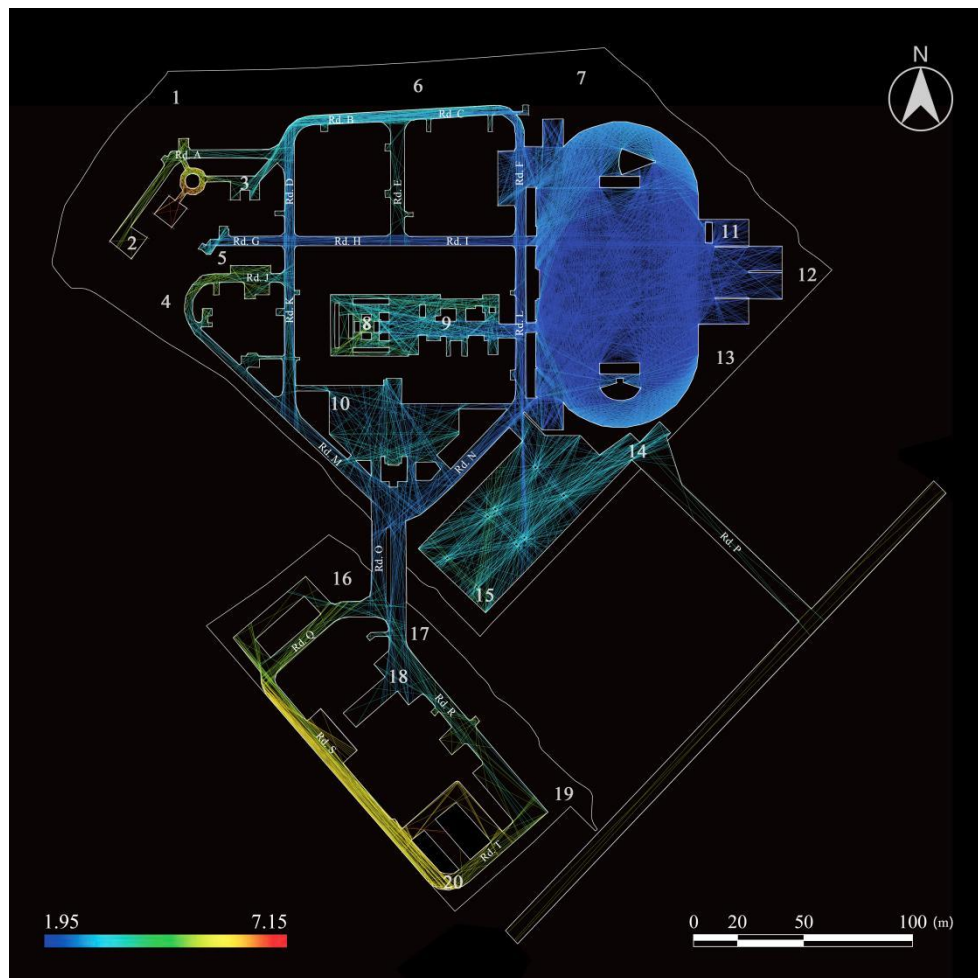 N
6
7
1
Rd. B
Rd. C
Rd. A
Rd. F
3
Rd. D
Rd. E
11
2
Rd. G
Rd. H
Rd. I
5
12
Rd. J
4
Rd. K
8
9
Rd. L
13
10
Rd. M
Rd. N
14
Rd. O
Rd. P
16
15
17
Rd. Q
18
Rd. R
Rd. S
19
Rd. T
20
1.95 7.15
0 20 50 100 (m)